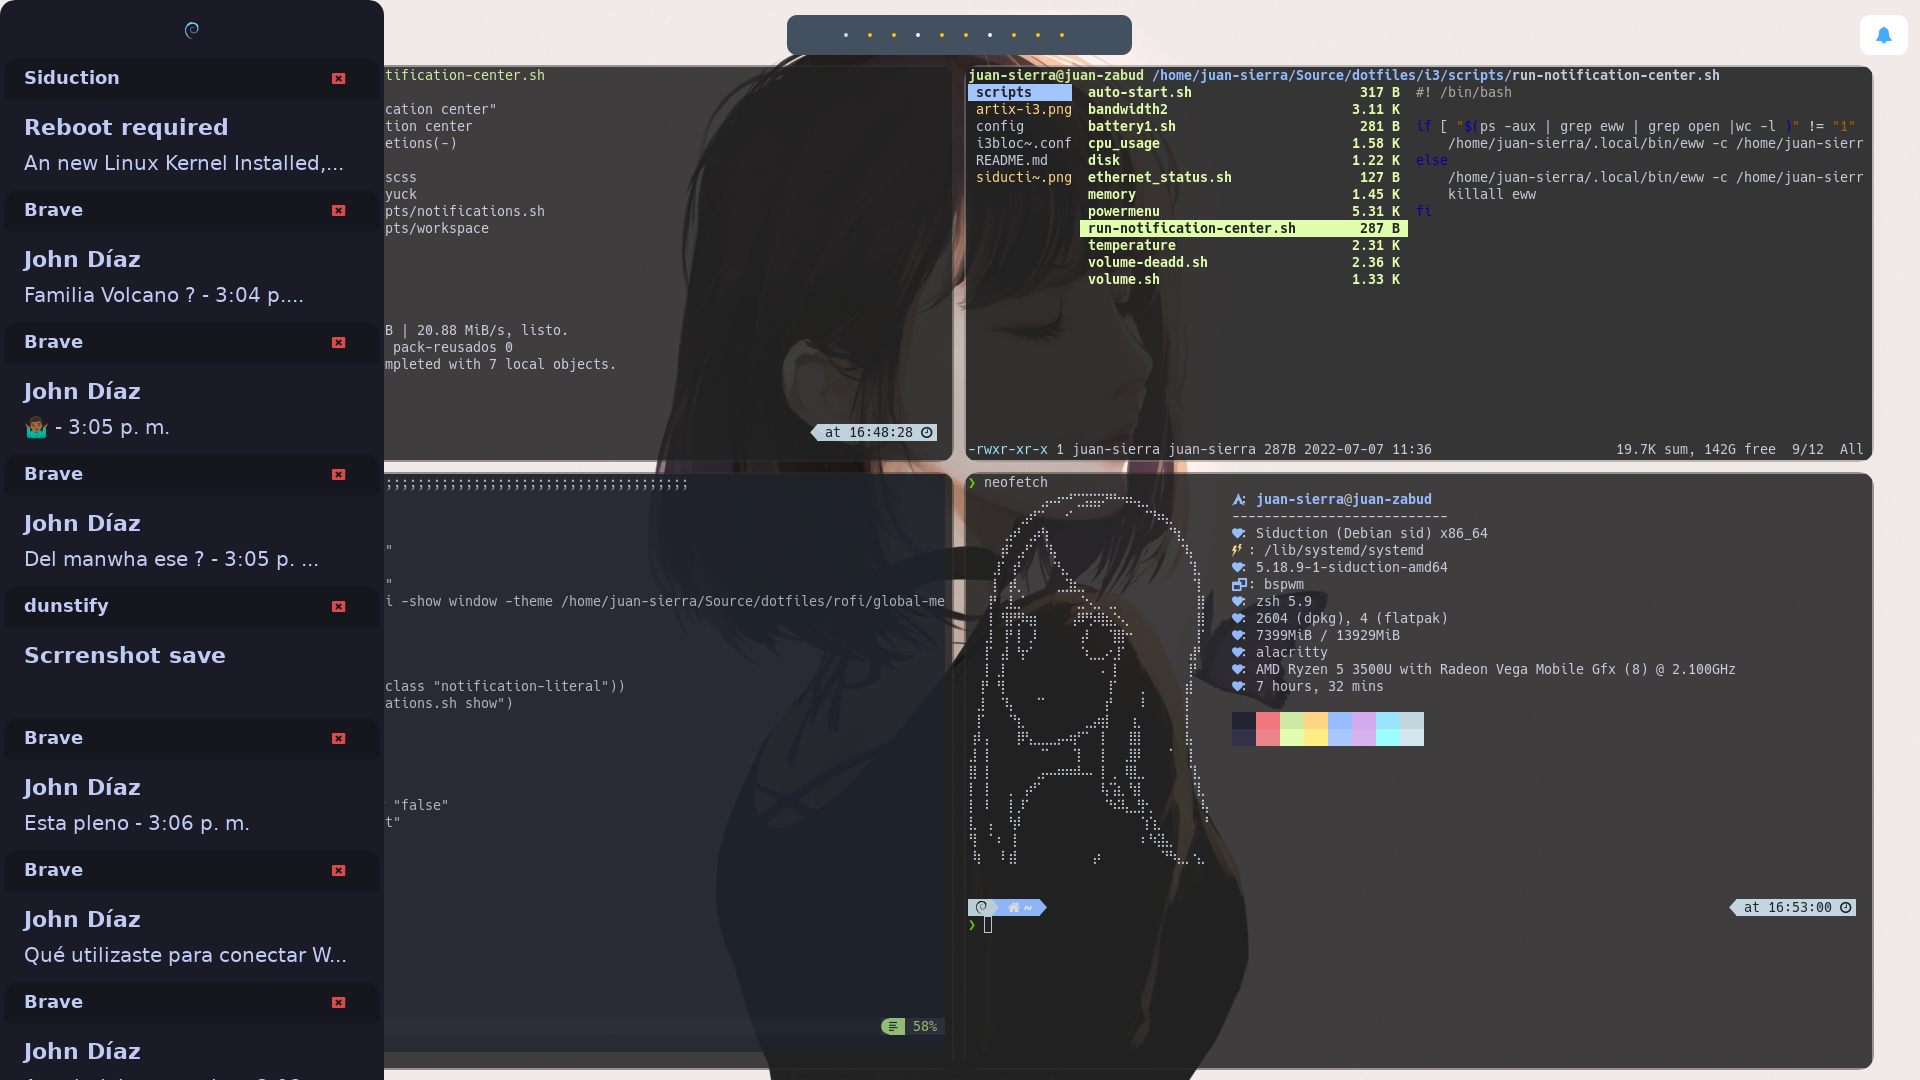 Siduction
Reboot required
An new Linux Kernel Installed,...
Brave
John Díaz
Familia Volcano ? - 3:04 p....
Brave
John Díaz
🤷🏾‍♂️ - 3:05 p. m.
Brave
John Díaz
Del manwha ese ? - 3:05 p. ...
dunstify
Scrrenshot save
Brave
John Díaz
Esta pleno - 3:06 p. m.
Brave
John Díaz
Qué utilizaste para conectar W...
Brave
John Díaz
tification-center.sh
cation center"
tion center
etions(-)
scss
yuck
pts/notifications.sh
pts/workspace
B | 20.88 MiB/s, listo.
pack-reusados 0
mpleted with 7 local objects.
at 16:48:28
juan-sierra@juan-zabud /home/juan-sierra/Source/dotfiles/i3/scripts/run-notification-center.sh
scripts
artix-i3.png
config
i3bloc~.conf
README.md
siducti~.png
auto-start.sh 317 B
bandwidth2 3.11 K
battery1.sh 281 B
cpu_usage 1.58 K
disk 1.22 K
ethernet_status.sh 127 B
memory 1.45 K
powermenu 5.31 K
run-notification-center.sh 287 B
temperature 2.31 K
volume-deadd.sh 2.36 K
volume.sh 1.33 K
#! /bin/bash
if [ "$(ps -aux | grep eww | grep open |wc -l )" != "1"
/home/juan-sierra/.local/bin/eww -c /home/juan-sierr
else
/home/juan-sierra/.local/bin/eww -c /home/juan-sierr
killall eww
fi
-rwxr-xr-x 1 juan-sierra juan-sierra 287B 2022-07-07 11:36 19.7K sum, 142G free 9/12 All
;;;;;;;;;;;;;;;;;;;;;;;;;;;;;;;;;;;;;;
"
"
i -show window -theme /home/juan-sierra/Source/dotfiles/rofi/global-me
class "notification-literal"))
ations.sh show")
"false"
t"
58%
❯ neofetch
juan-sierra@juan-zabud
---------------------------
: Siduction (Debian sid) x86_64
: /lib/systemd/systemd
: 5.18.9-1-siduction-amd64
: bspwm
: zsh 5.9
: 2604 (dpkg), 4 (flatpak)
: 7399MiB / 13929MiB
: alacritty
: AMD Ryzen 5 3500U with Radeon Vega Mobile Gfx (8) @ 2.100GHz
: 7 hours, 32 mins
~
at 16:53:00
❯